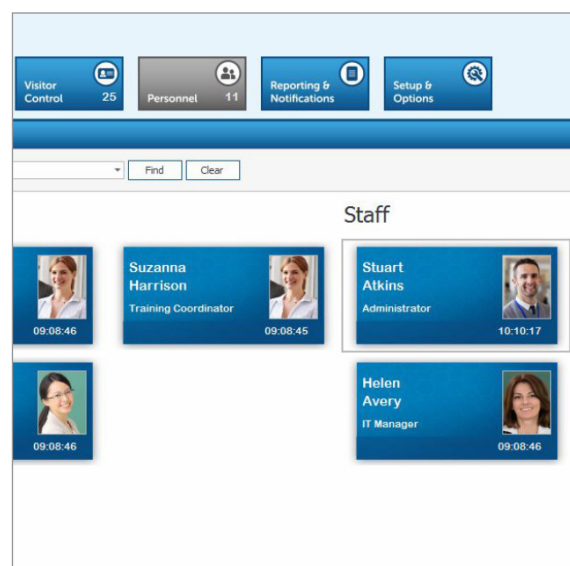 Visitor
Control 25
Personnel 11
Reporting &
Notifications
Setup &
Options
Find Clear
Staff
09:08:46
Suzanna
Harrison
Training Coordinator
09:08:45
Stuart
Atkins
Administrator
10:10:17
09:08:46
Helen
Avery
IT Manager
09:08:46